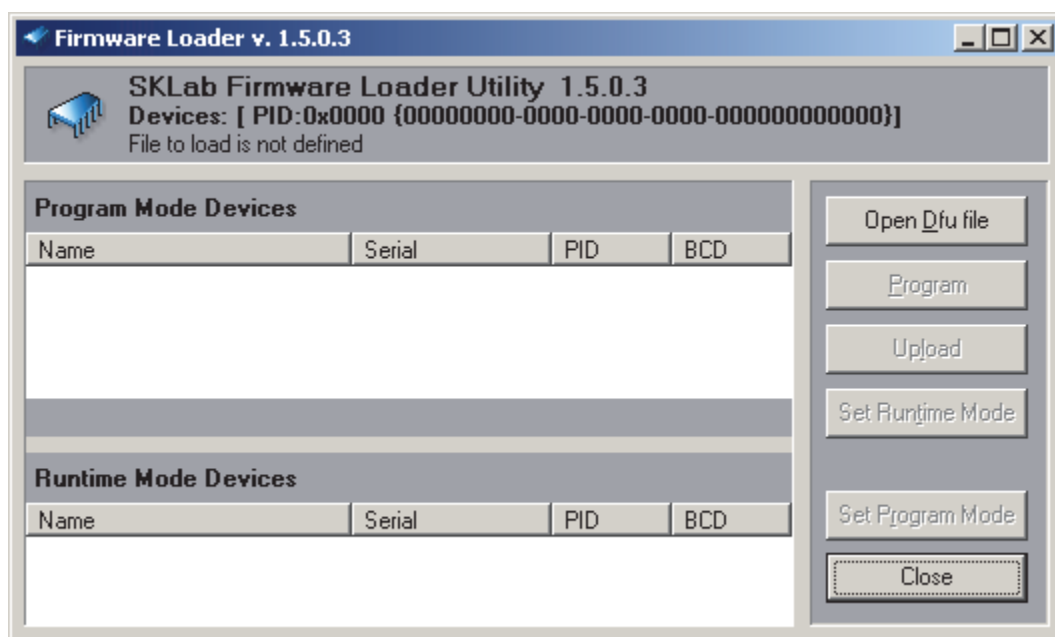 Firmware Loader v. 1.5.0.3
SKLab Firmware Loader Utility 1.5.0.3
Devices: [ PID:0x0000 {00000000-0000-0000-0000-000000000000}]
File to load is not defined
Program Mode Devices
Name Serial PID BCD
Runtime Mode Devices
Name Serial PID BCD
Open Dfu file
Program
Upload
Set Runtime Mode
Set Program Mode
Close